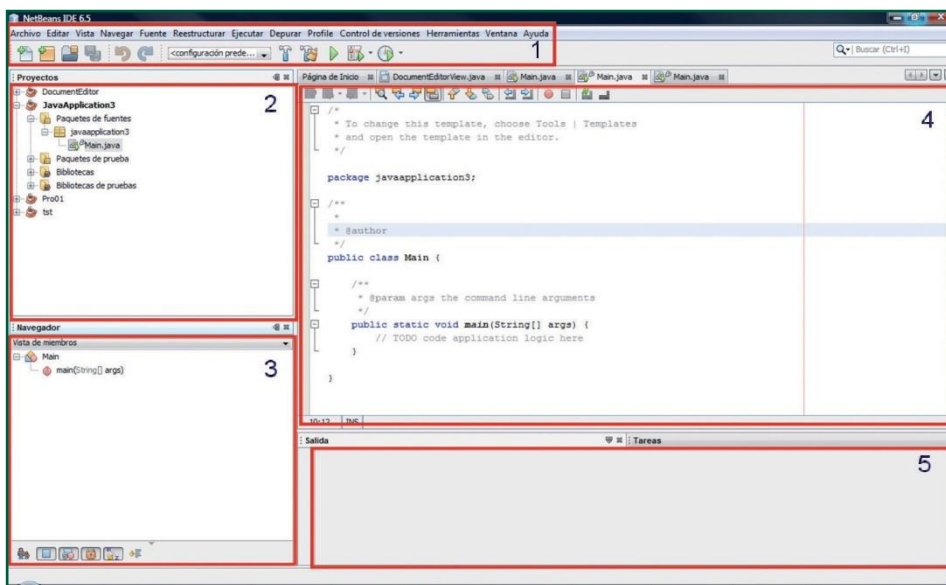 NetBeans IDE 6.5
Archivo Editar Vista Navegar Fuente Reestructurar Ejecutar Depurar Profile Control de versiones Herramientas Ventana Ayuda
1
<configuración prede...
Buscar (Ctrl+I)
Proyectos
2
DocumentEditor
JavaApplication3
Paquetes de fuentes
javaapplication3
Main.java
Paquetes de prueba
Bibliotecas
Bibliotecas de pruebas
Pro01
tst
Navegador
Vista de miembros
3
Main
main(String[] args)
Página de Inicio DocumentEditorView.java Main.java Main.java Main.java
4
/*
* To change this template, choose Tools | Templates
* and open the template in the editor.
*/
package javaapplication3;
/**
*
* @author
*/
public class Main {
/**
* @param args the command line arguments
*/
public static void main(String[] args) {
// TODO code application logic here
}
}
10:12 INS
Salida Tareas
5